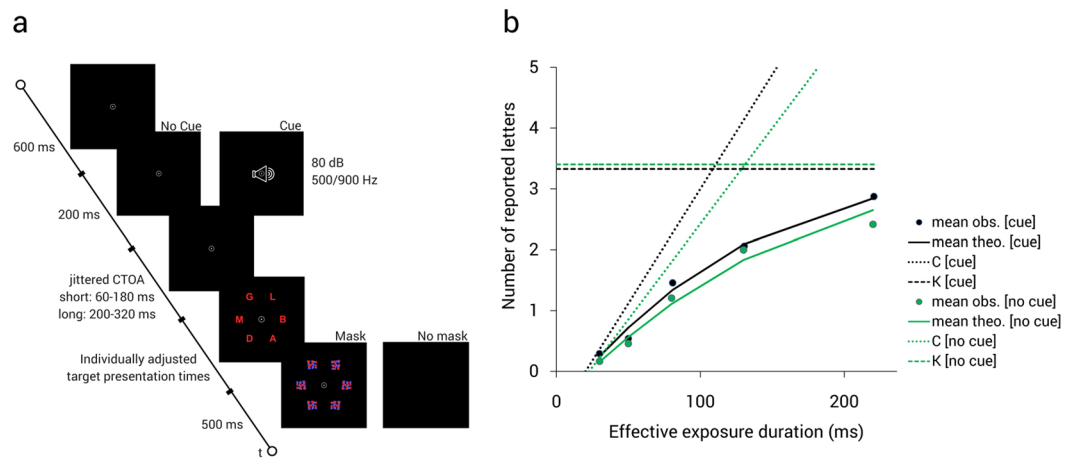 a
No Cue
Cue
600 ms
80 dB
500/900 Hz
200 ms
jittered CTOA
short: 60-180 ms
long: 200-320 ms
G L
M B
D A
Mask
No mask
Individually adjusted
target presentation times
500 ms
t
b
Number of reported letters
5
4
3
2
1
0
0
100
200
Effective exposure duration (ms)
mean obs. [cue]
mean theo. [cue]
C [cue]
K [cue]
mean obs. [no cue]
mean theo. [no cue]
C [no cue]
K [no cue]